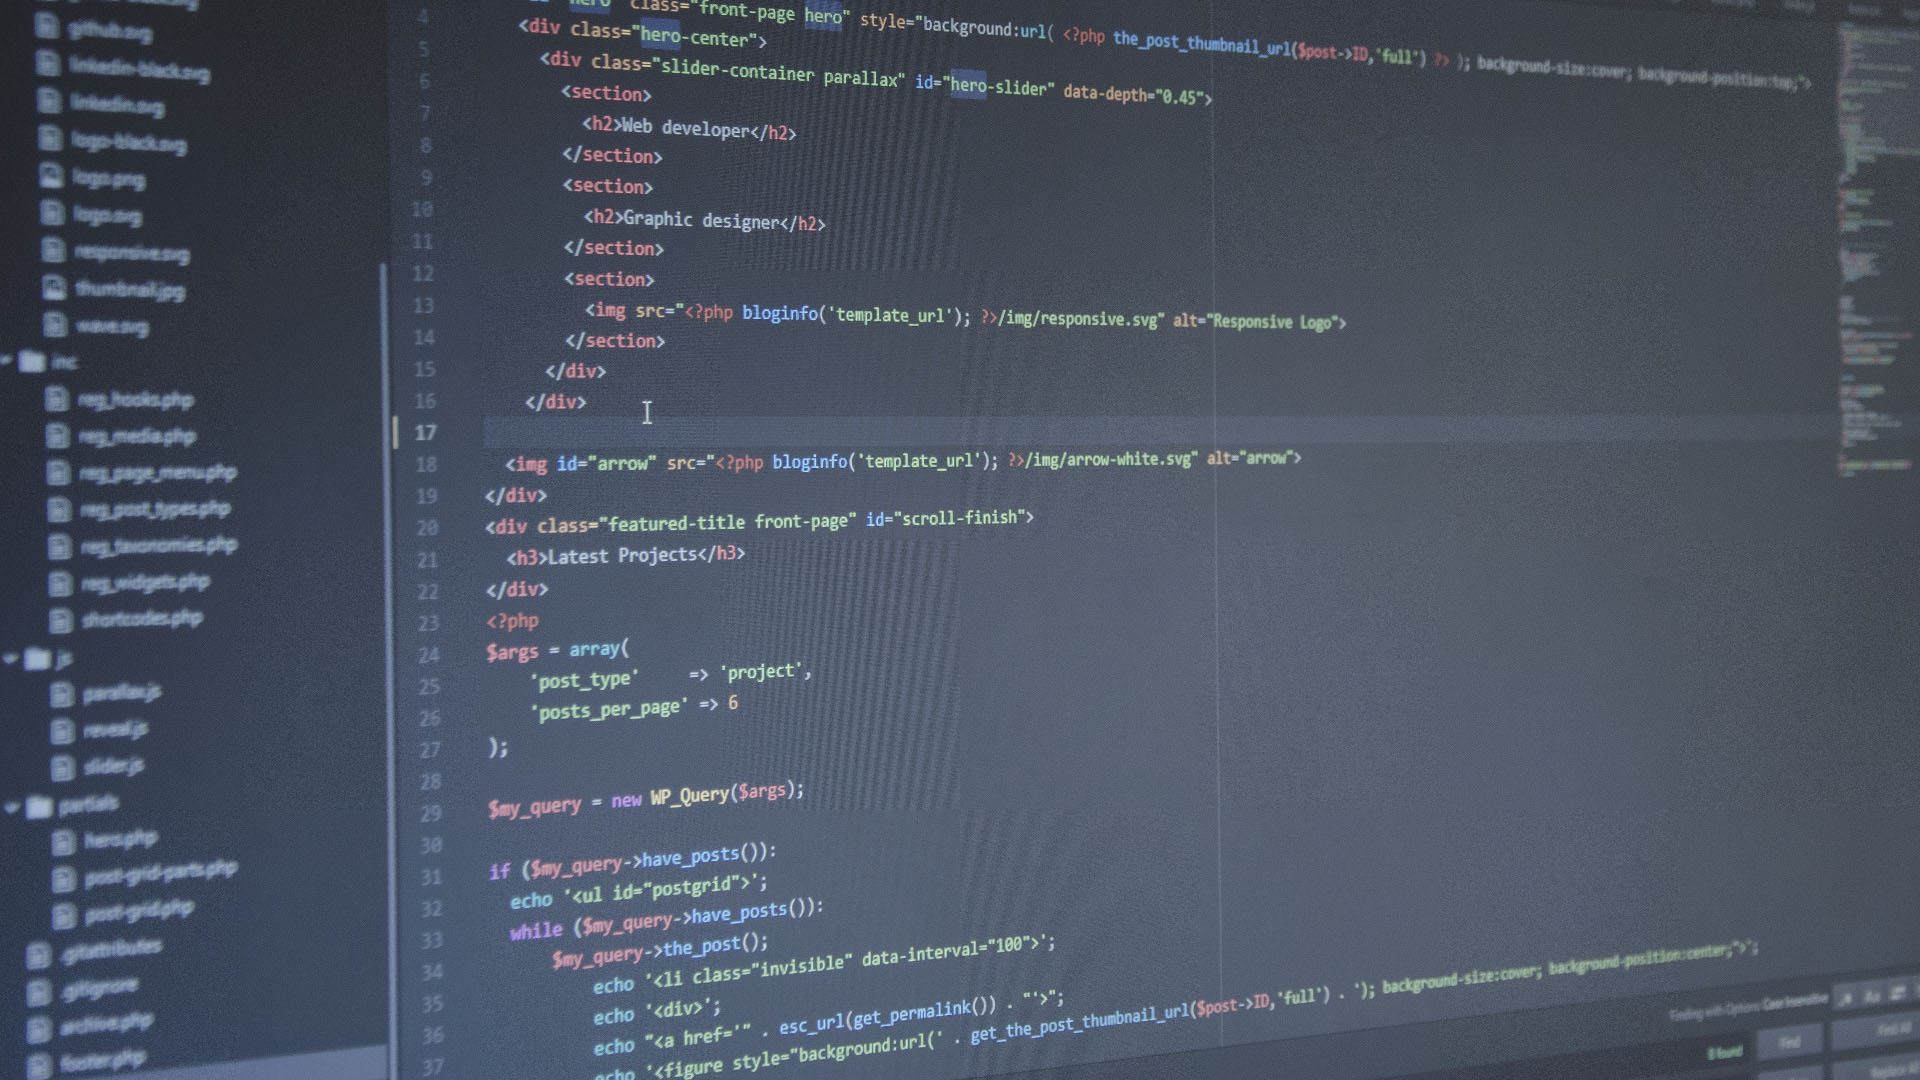 github.svg
linkedin-black.svg
linkedin.svg
logo-black.svg
logo.png
logo.svg
responsive.svg
thumbnail.jpg
wave.svg
inc
reg_hooks.php
reg_media.php
reg_page_menu.php
reg_post_types.php
reg_taxonomies.php
reg_widgets.php
shortcodes.php
js
parallax.js
reveal.js
slider.js
partials
hero.php
post-grid-parts.php
post-grid.php
.gitattributes
.gitignore
archive.php
footer.php
4 hero" class="front-page hero" style="background:url( <?php the_post_thumbnail_url($post->ID,'full') ?> ); background-size:cover; background-position:top;">
5 <div class="hero-center">
6 <div class="slider-container parallax" id="hero-slider" data-depth="0.45">
7 <section>
8 <h2>Web developer</h2>
9 </section>
10 <section>
11 <h2>Graphic designer</h2>
12 </section>
13 <section>
14 <img src="<?php bloginfo('template_url'); ?>/img/responsive.svg" alt="Responsive Logo">
15 </section>
16 </div>
17 </div>
18 <img id="arrow" src="<?php bloginfo('template_url'); ?>/img/arrow-white.svg" alt="arrow">
19 </div>
20 <div class="featured-title front-page" id="scroll-finish">
21 <h3>Latest Projects</h3>
22 </div>
23 <?php
24 $args = array(
25 'post_type' => 'project',
26 'posts_per_page' => 6
27 );
28
29 $my_query = new WP_Query($args);
30
31 if ($my_query->have_posts()):
32 echo '<ul id="postgrid">';
33 while ($my_query->have_posts()):
34 $my_query->the_post();
35 echo '<li class="invisible" data-interval="100">';
36 echo '<div>';
37 echo "<a href='" . esc_url(get_permalink()) . "'>";
echo '<figure style="background:url(' . get_the_post_thumbnail_url($post->ID,'full') . '); background-size:cover; background-position:center;">';
Finding with Options: Case Insensitive
8 found
Find
Find All
Replace All